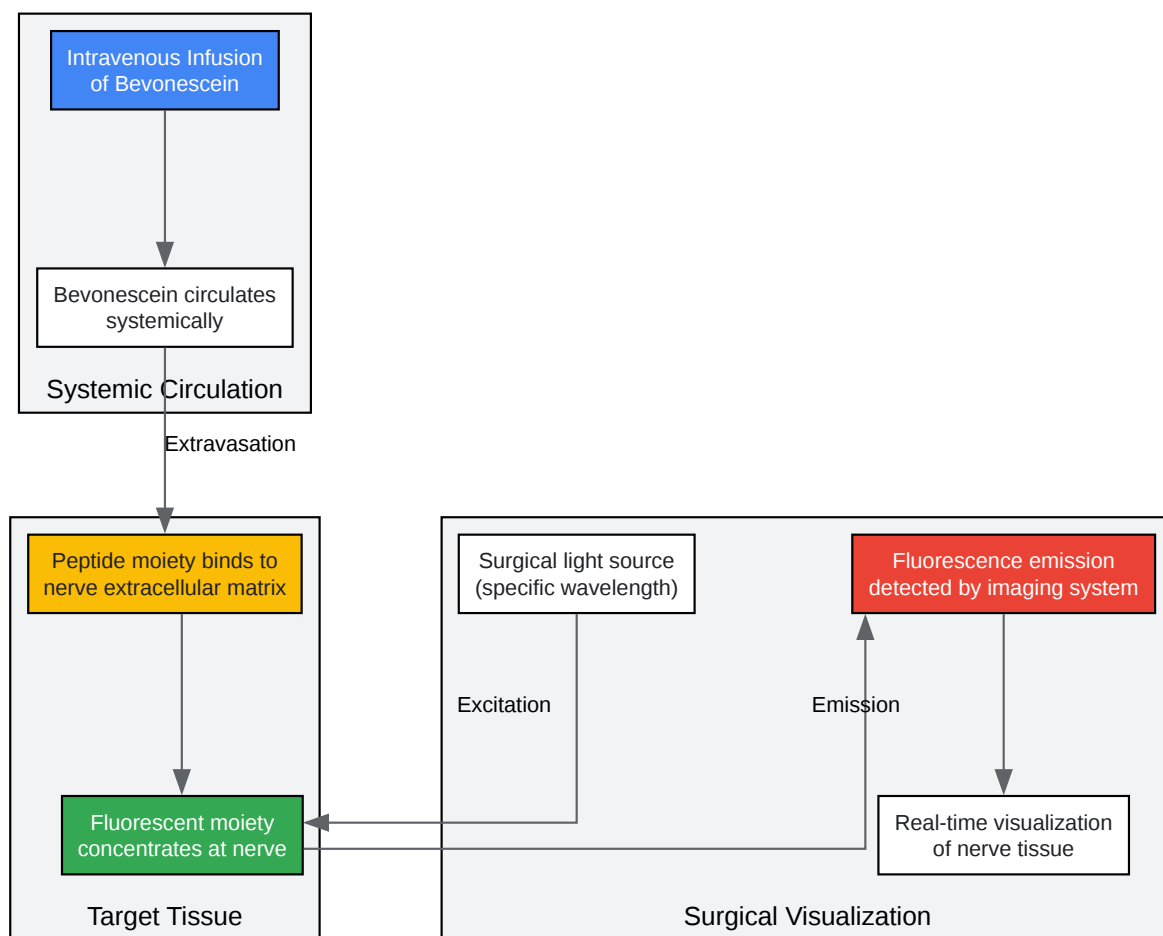 Intravenous Infusion
of Bevonescein
Bevonescein circulates
systemically
Systemic Circulation
Extravasation
Peptide moiety binds to
nerve extracellular matrix
Surgical light source
(specific wavelength)
Fluorescence emission
detected by imaging system
Excitation
Emission
Fluorescent moiety
concentrates at nerve
Real-time visualization
of nerve tissue
Target Tissue
Surgical Visualization